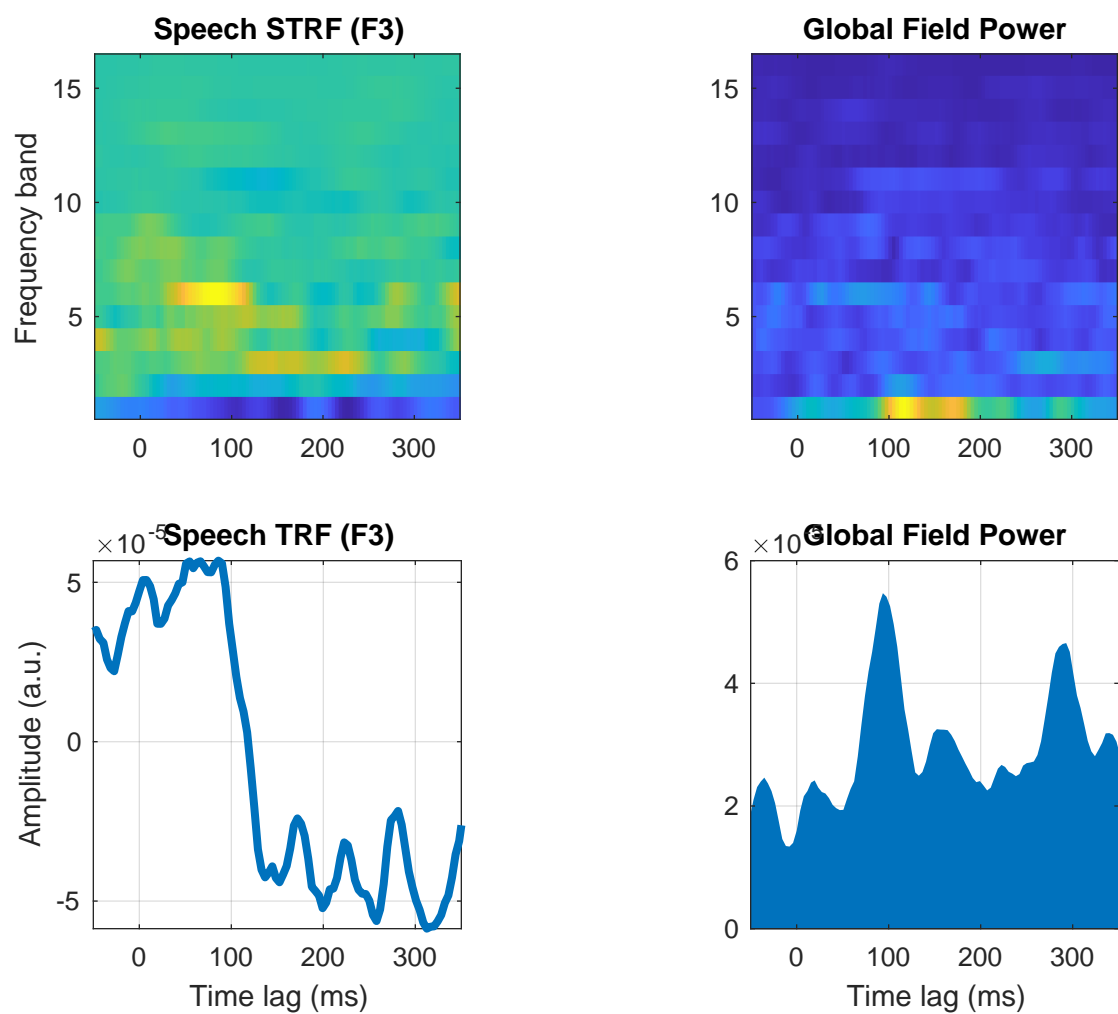 Speech STRF (F3)
Frequency band
15
10
5
0 100 200 300
Global Field Power
15
10
5
0 100 200 300
×10⁻⁵
Speech TRF (F3)
Amplitude (a.u.)
5
0
-5
0 100 200 300
Time lag (ms)
×10
Global Field Power
6
4
2
0
0 100 200 300
Time lag (ms)